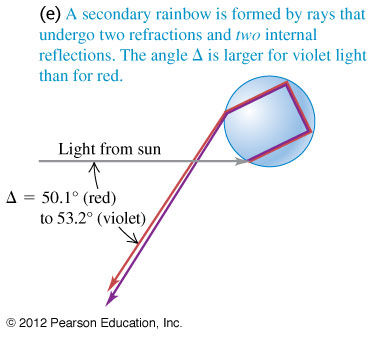 (e) A secondary rainbow is formed by rays that
undergo two refractions and two internal
reflections. The angle Δ is larger for violet light
than for red.
Light from sun
Δ = 50.1° (red)
to 53.2° (violet)
© 2012 Pearson Education, Inc.